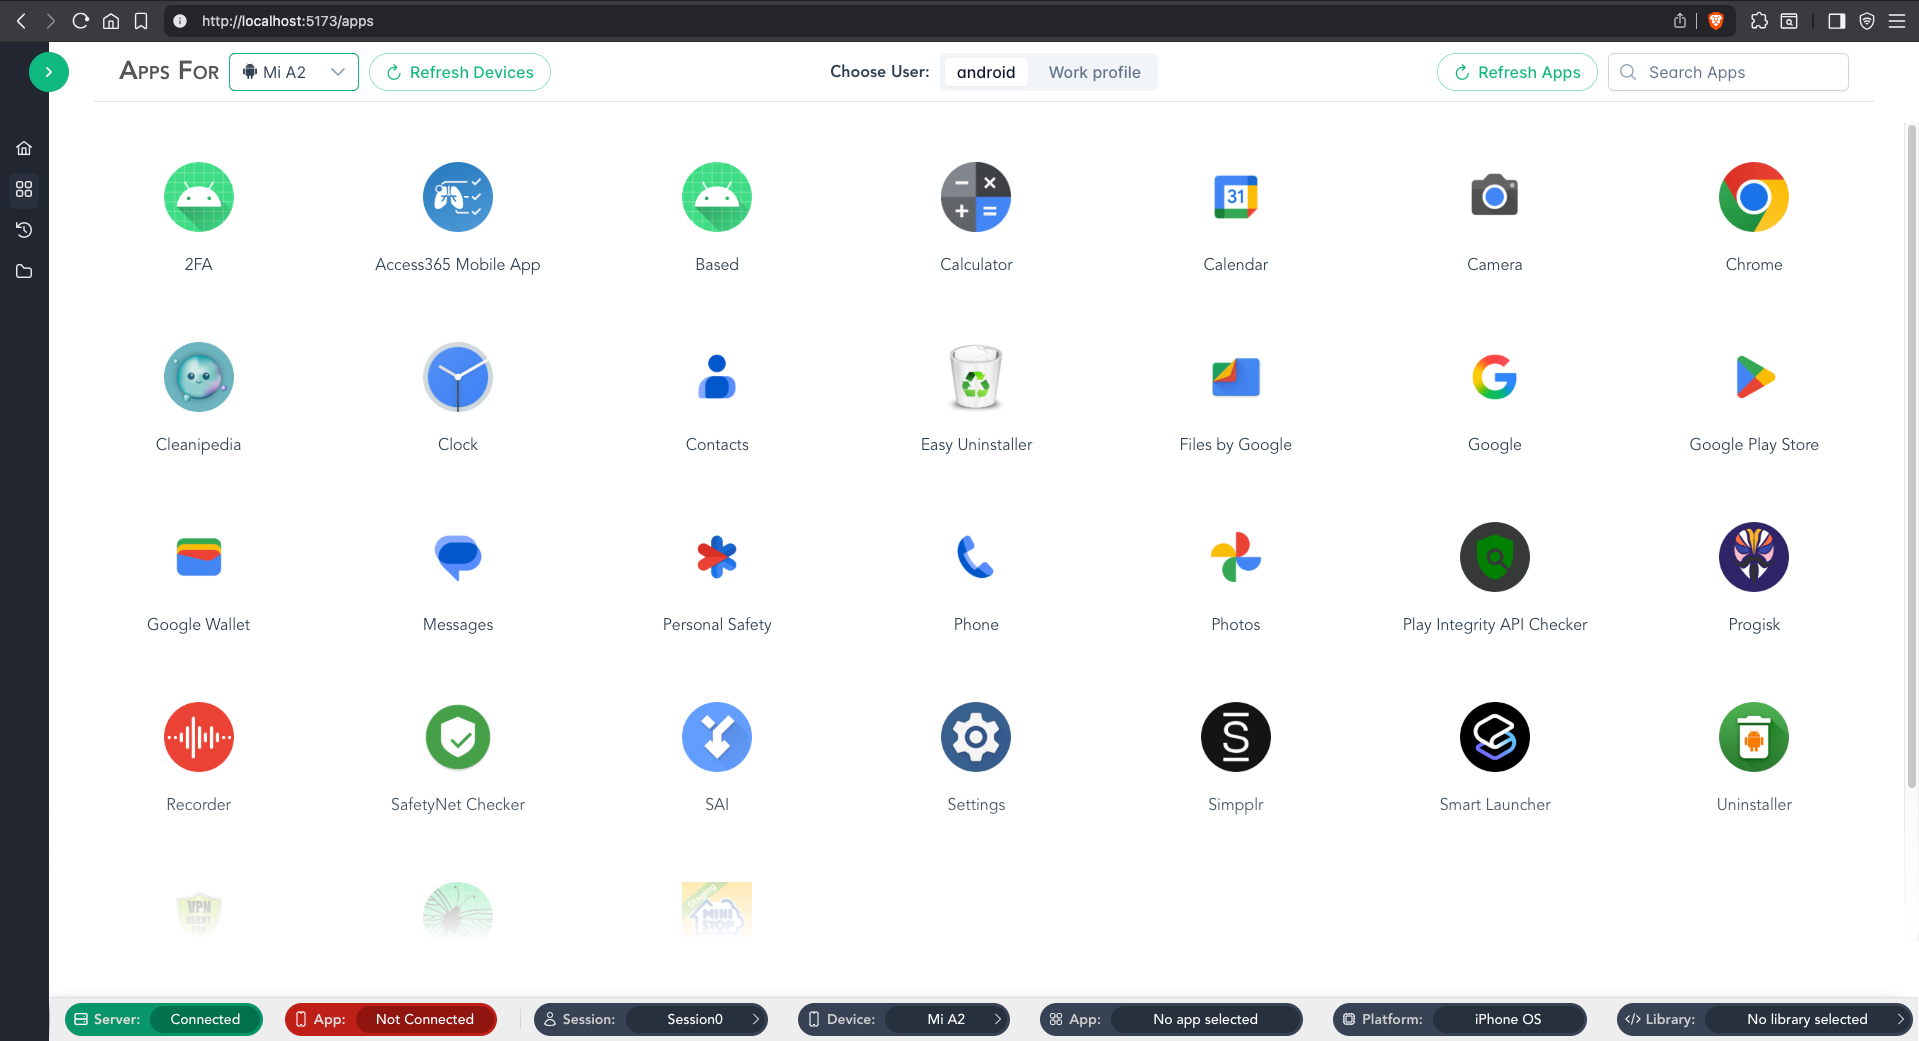 http://localhost:5173/apps
Apps For
Mi A2
Refresh Devices
Choose User:
android
Work profile
Refresh Apps
Search Apps
31
2FA
Access365 Mobile App
Based
Calculator
Calendar
Camera
Chrome
Cleanipedia
Clock
Contacts
Easy Uninstaller
Files by Google
Google
Google Play Store
Google Wallet
Messages
Personal Safety
Phone
Photos
Play Integrity API Checker
Progisk
Recorder
SafetyNet Checker
SAI
Settings
Simpplr
Smart Launcher
Uninstaller
VPN
CLIENT
PRO
Staging
MINI
STOP
Server: Connected
App: Not Connected
Session: Session0
Device: Mi A2
App: No app selected
Platform: iPhone OS
Library: No library selected